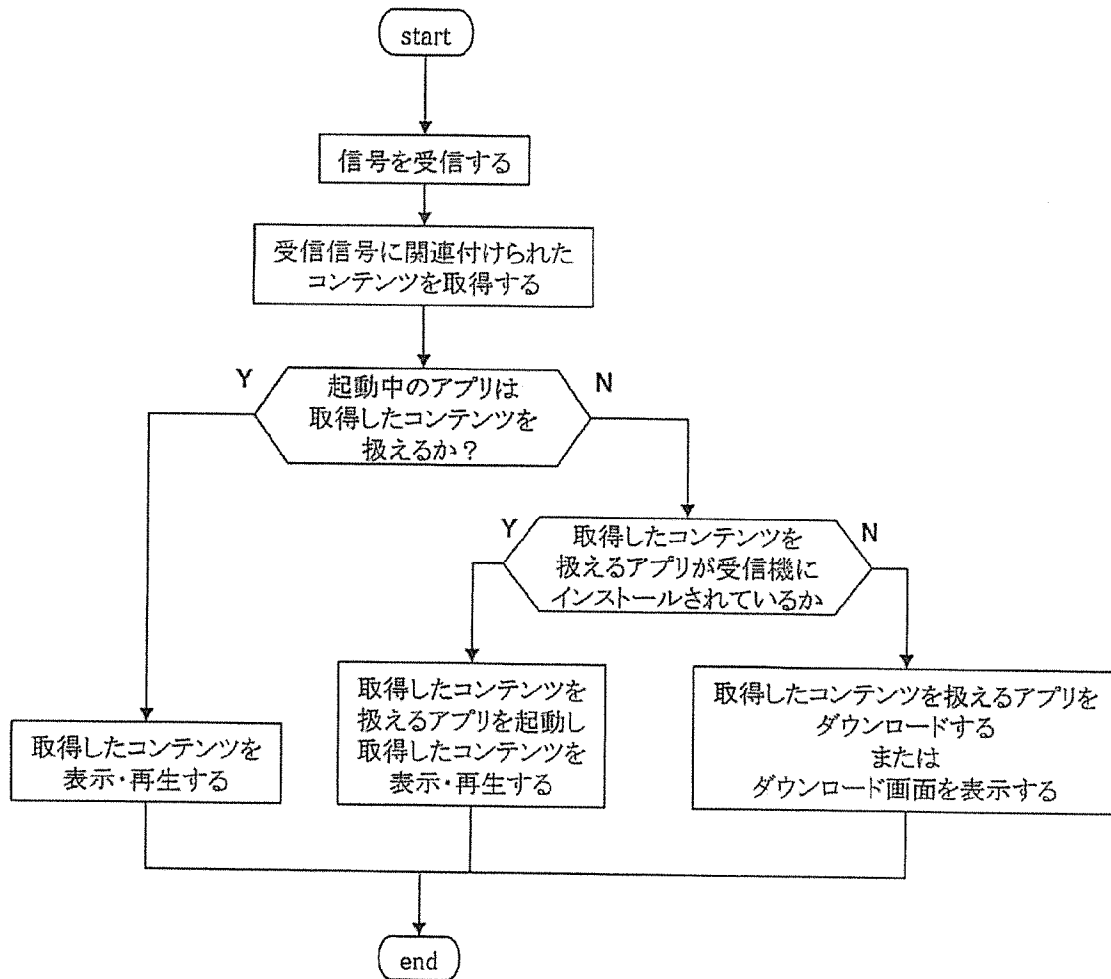 start
信号を受信する
受信信号に関連付けられた
コンテンツを取得する
Y
起動中のアプリは
取得したコンテンツを
扱えるか？
N
Y
取得したコンテンツを
扱えるアプリが受信機に
インストールされているか
N
取得したコンテンツを
表示・再生する
取得したコンテンツを
扱えるアプリを起動し
取得したコンテンツを
表示・再生する
取得したコンテンツを扱えるアプリを
ダウンロードする
または
ダウンロード画面を表示する
end